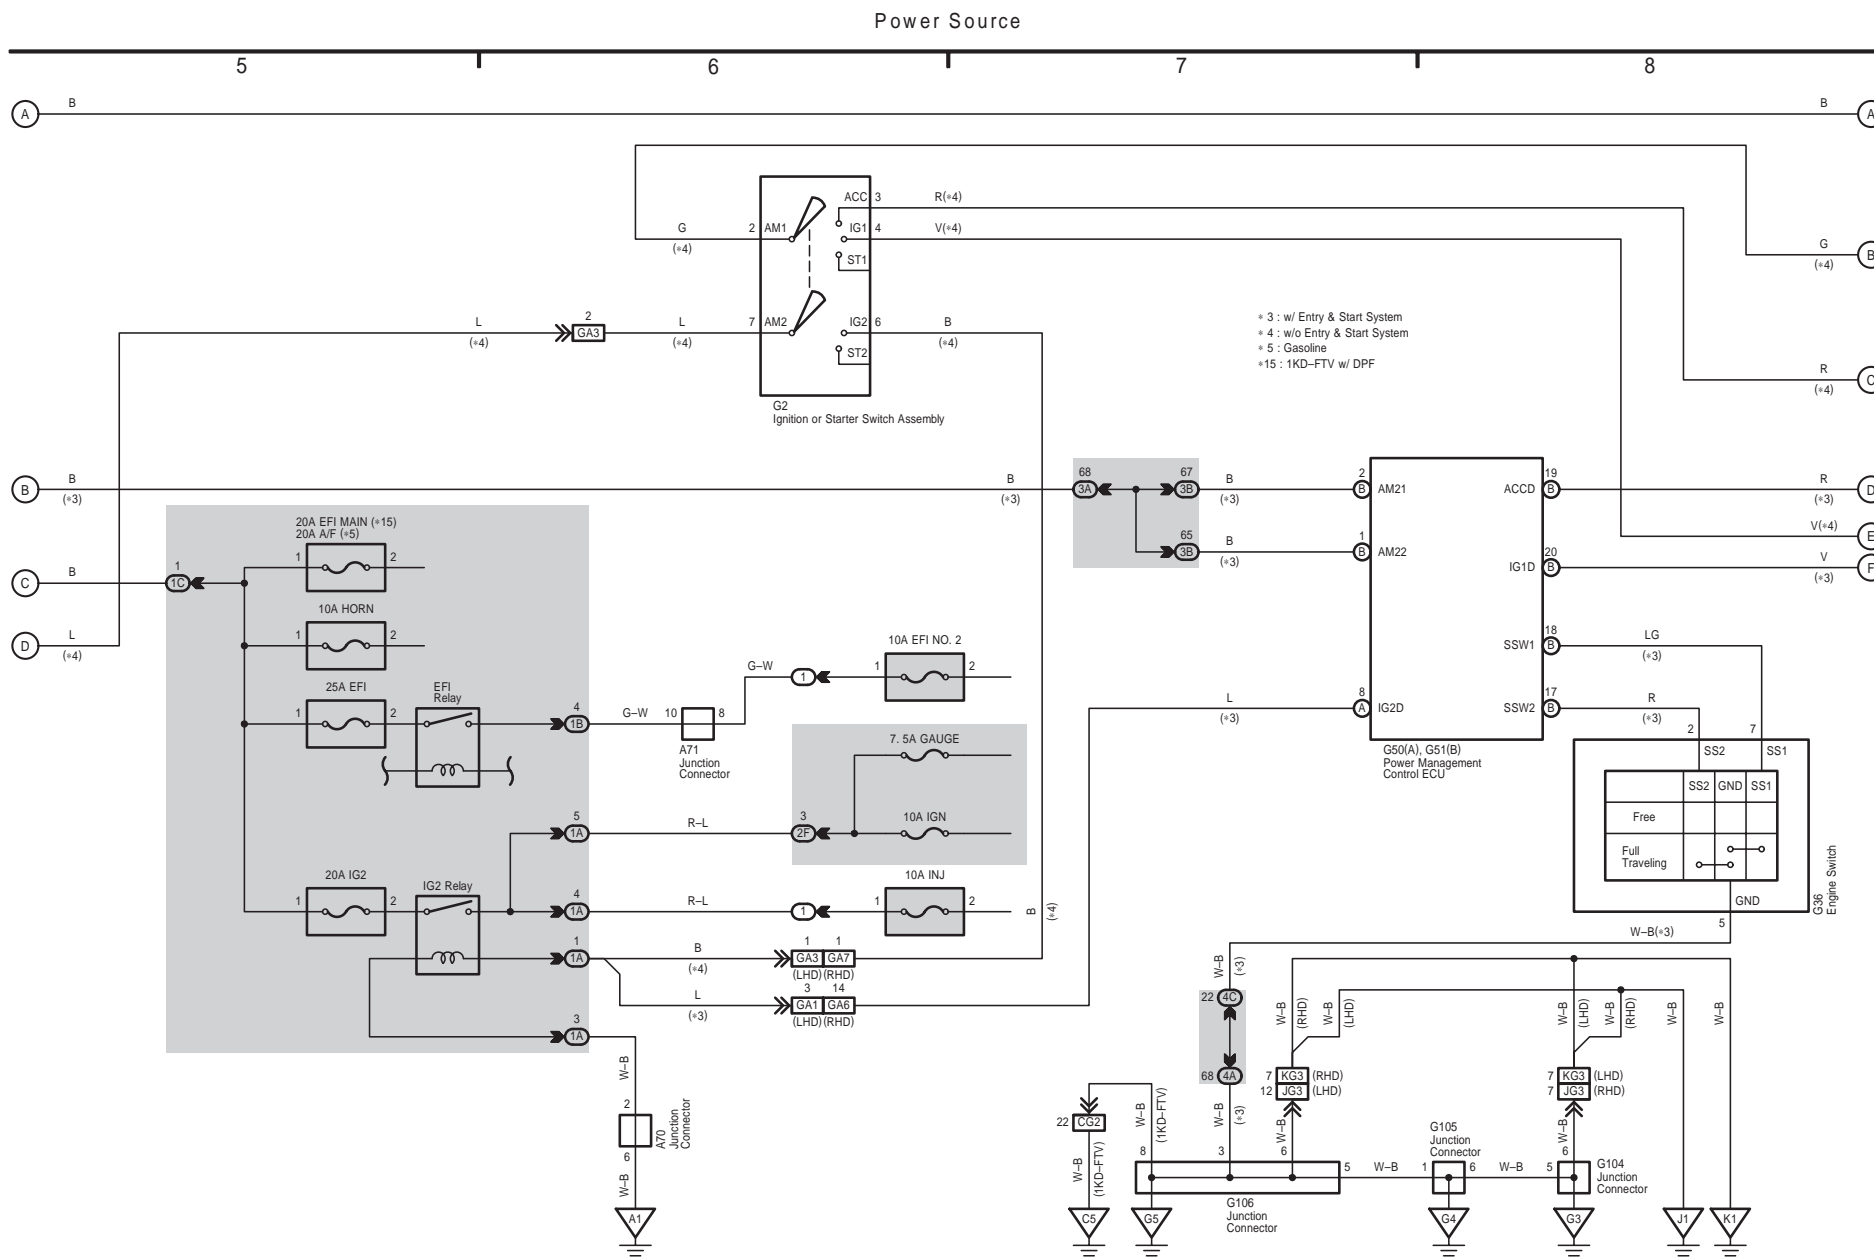 Power Source
5
6
7
8
A
B
B
A
ACC
3
R(*4)
G
(*4)
2
AM1
IG1
4
V(*4)
ST1
G
(*4)
B
L
(*4)
2
GA3
L
(*4)
7
AM2
IG2
6
B
(*4)
ST2
* 3 : w/ Entry & Start System
* 4 : w/o Entry & Start System
* 5 : Gasoline
*15 : 1KD–FTV w/ DPF
R
(*4)
C
G2
Ignition or Starter Switch Assembly
B
B
(*3)
B
(*3)
68
3A
67
3B
B
(*3)
65
3B
B
(*3)
2
B
AM21
1
B
AM22
ACCD
19
B
R
(*3)
D
V(*4)
E
IG1D
20
B
V
(*3)
F
SSW1
18
B
LG
(*3)
8
A
IG2D
SSW2
17
B
R
(*3)
L
(*3)
G50(A), G51(B)
Power Management
Control ECU
20A EFI MAIN (*15)
20A A/F (*5)
1
2
C
B
1
1C
10A HORN
1
2
D
L
(*4)
25A EFI
1
2
EFI
Relay
4
1B
G–W
10
8
A71
Junction
Connector
G–W
1
10A EFI NO. 2
1
2
7. 5A GAUGE
5
1A
R–L
3
2F
10A IGN
20A IG2
1
2
IG2 Relay
4
1A
R–L
1
10A INJ
1
2
B
(*4)
1
1A
B
(*4)
1
1
GA3
GA7
(LHD)
(RHD)
L
(*3)
3
14
GA1
GA6
(LHD)
(RHD)
3
1A
W–B
2
A70
Junction
Connector
6
W–B
A1
2
7
SS2
SS1
SS2
GND
SS1
Free
Full
Traveling
GND
5
G36
Engine Switch
W–B(*3)
W–B
(*3)
22
4C
68
4A
W–B
(*3)
W–B
(RHD)
W–B
(LHD)
W–B
(LHD)
W–B
(RHD)
W–B
W–B
7
KG3
(RHD)
12
JG3
(LHD)
7
KG3
(LHD)
7
JG3
(RHD)
22
CG2
W–B
(1KD–FTV)
W–B
(1KD–FTV)
W–B
W–B
8
3
6
5
W–B
1
G105
Junction
Connector
6
W–B
5
6
G104
Junction
Connector
G106
Junction
Connector
C5
G5
G4
G3
J1
K1